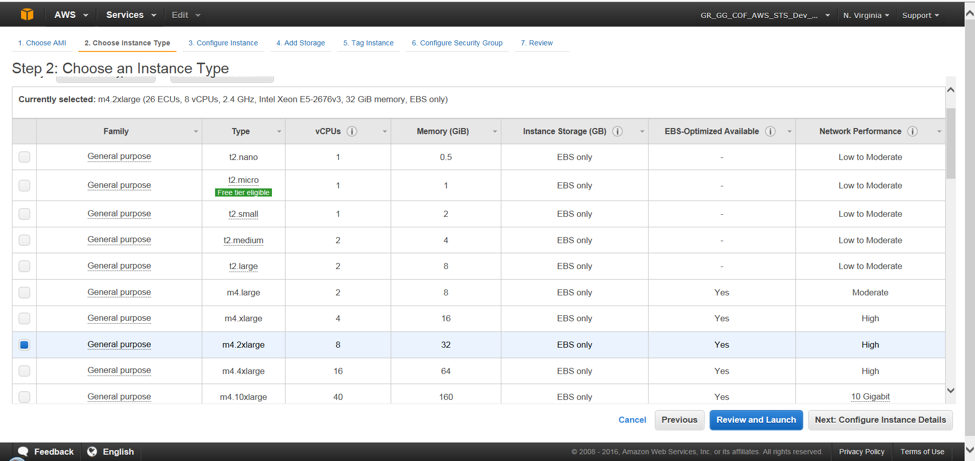 AWS Services Edit GR_GG_COF_AWS_STS_Dev_... N. Virginia Support
1. Choose AMI 2. Choose Instance Type 3. Configure Instance 4. Add Storage 5. Tag Instance 6. Configure Security Group 7. Review
Step 2: Choose an Instance Type
Currently selected: m4.2xlarge (26 ECUs, 8 vCPUs, 2.4 GHz, Intel Xeon E5-2676v3, 32 GiB memory, EBS only)
Family Type vCPUs Memory (GiB) Instance Storage (GB) EBS-Optimized Available Network Performance
General purpose t2.nano 1 0.5 EBS only - Low to Moderate
General purpose t2.micro 1 1 EBS only - Low to Moderate
Free tier eligible
General purpose t2.small 1 2 EBS only - Low to Moderate
General purpose t2.medium 2 4 EBS only - Low to Moderate
General purpose t2.large 2 8 EBS only - Low to Moderate
General purpose m4.large 2 8 EBS only Yes Moderate
General purpose m4.xlarge 4 16 EBS only Yes High
General purpose m4.2xlarge 8 32 EBS only Yes High
General purpose m4.4xlarge 16 64 EBS only Yes High
General purpose m4.10xlarge 40 160 EBS only Yes 10 Gigabit
Cancel Previous Review and Launch Next: Configure Instance Details
Feedback English © 2008 - 2016, Amazon Web Services, Inc. or its affiliates. All rights reserved. Privacy Policy Terms of Use